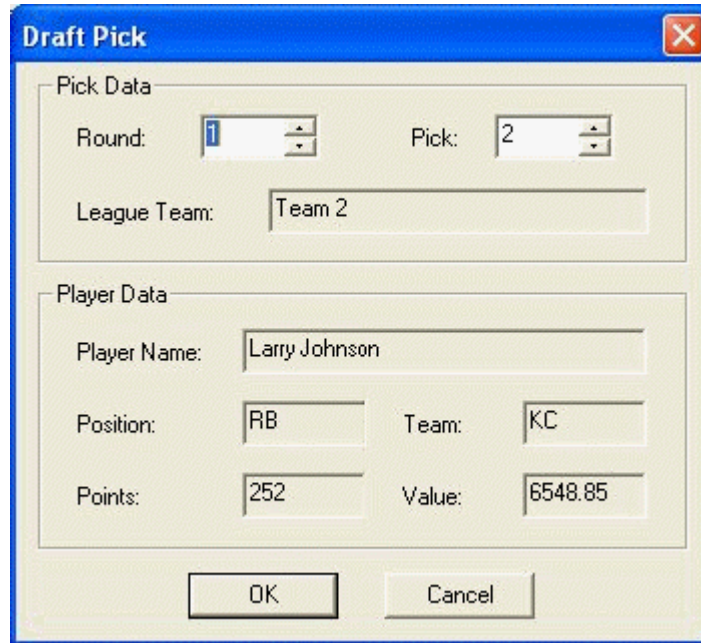 Draft Pick
Pick Data
Round: 1 Pick: 2
League Team: Team 2
Player Data
Player Name: Larry Johnson
Position: RB Team: KC
Points: 252 Value: 6548.85
OK Cancel